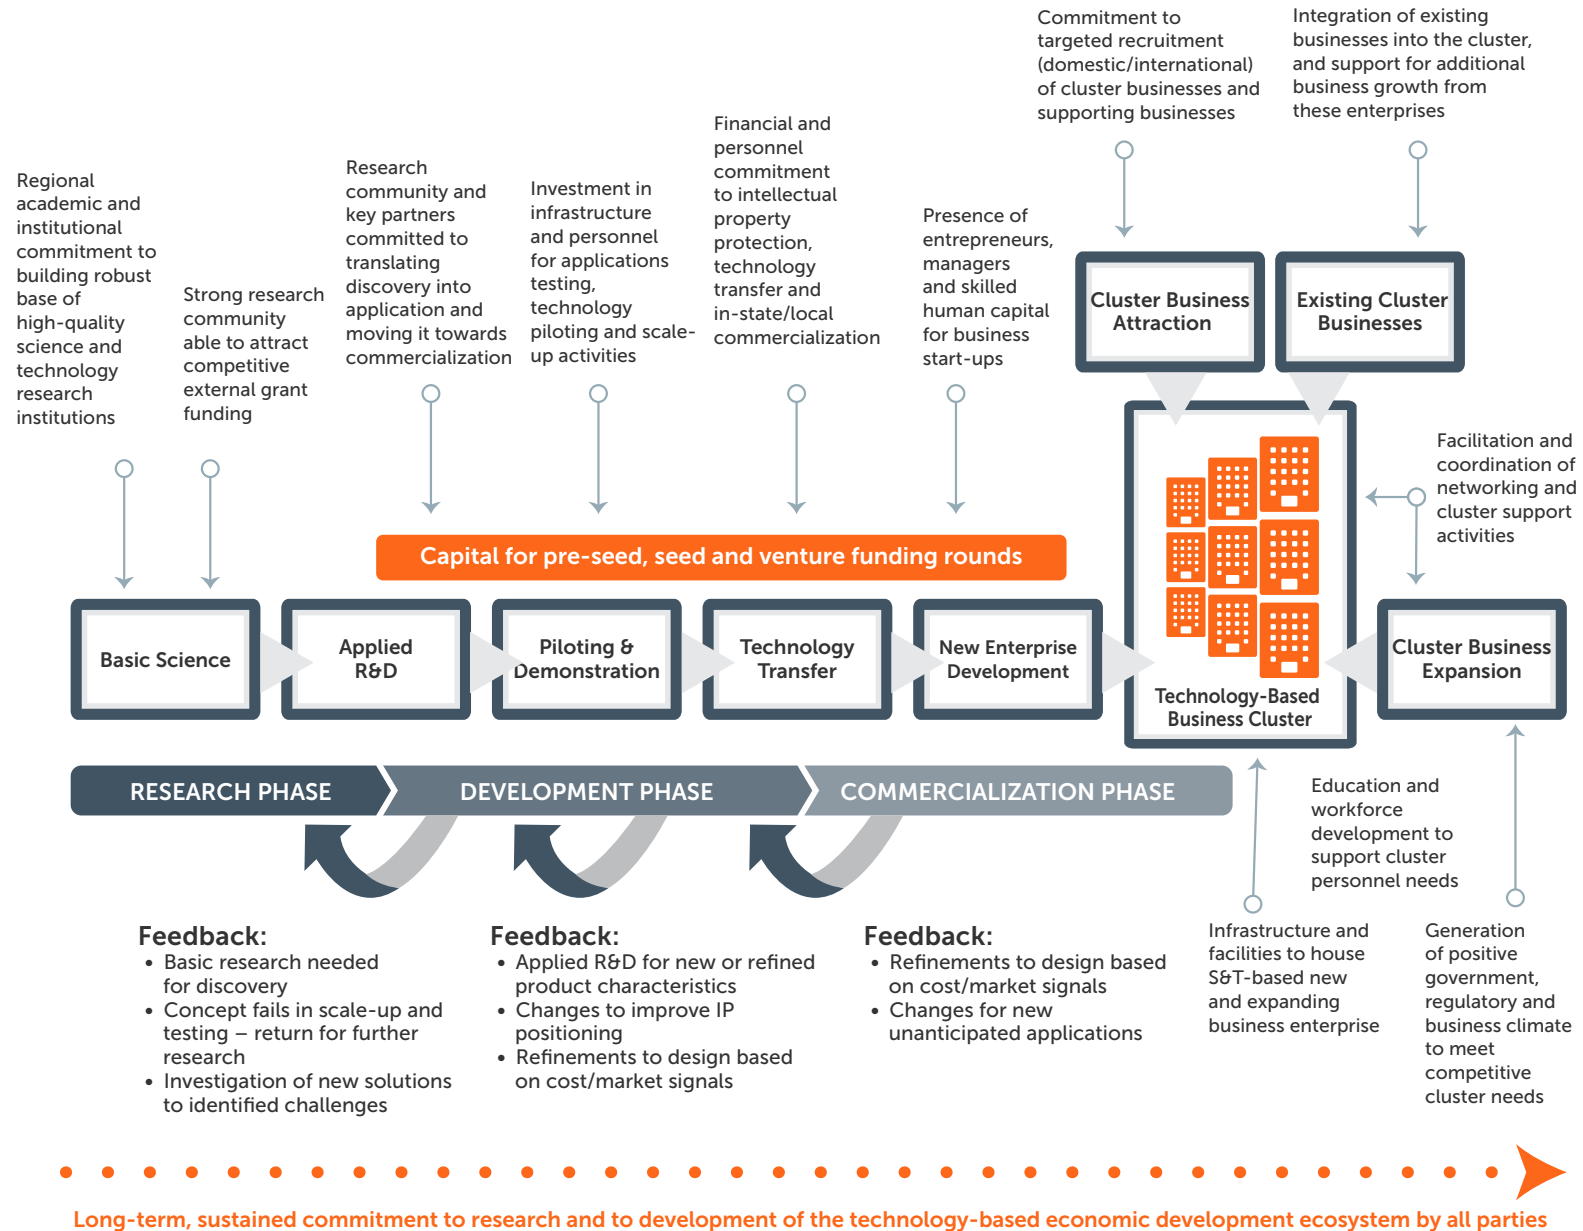 Commitment to
targeted recruitment
(domestic/international)
of cluster businesses and
supporting businesses
Integration of existing
businesses into the cluster,
and support for additional
business growth from
these enterprises
Regional
academic and
institutional
commitment to
building robust
base of
high-quality
science and
technology
research
institutions
Strong research
community
able to attract
competitive
external grant
funding
Research
community and
key partners
committed to
translating
discovery into
application and
moving it towards
commercialization
Investment in
infrastructure
and personnel
for applications
testing,
technology
piloting and scale-
up activities
Financial and
personnel
commitment
to intellectual
property
protection,
technology
transfer and
in-state/local
commercialization
Presence of
entrepreneurs,
managers
and skilled
human capital
for business
start-ups
Cluster Business
Attraction
Existing Cluster
Businesses
Facilitation and
coordination of
networking and
cluster support
activities
Capital for pre-seed, seed and venture funding rounds
Basic Science
Applied
R&D
Piloting &
Demonstration
Technology
Transfer
New Enterprise
Development
Technology-Based
Business Cluster
Cluster Business
Expansion
RESEARCH PHASE
DEVELOPMENT PHASE
COMMERCIALIZATION PHASE
Education and
workforce
development to
support cluster
personnel needs
Feedback:
• Basic research needed
for discovery
• Concept fails in scale-up and
testing – return for further
research
• Investigation of new solutions
to identified challenges
Feedback:
• Applied R&D for new or refined
product characteristics
• Changes to improve IP
positioning
• Refinements to design based
on cost/market signals
Feedback:
• Refinements to design based
on cost/market signals
• Changes for new
unanticipated applications
Infrastructure and
facilities to house
S&T-based new
and expanding
business enterprise
Generation
of positive
government,
regulatory and
business climate
to meet
competitive
cluster needs
Long-term, sustained commitment to research and to development of the technology-based economic development ecosystem by all parties